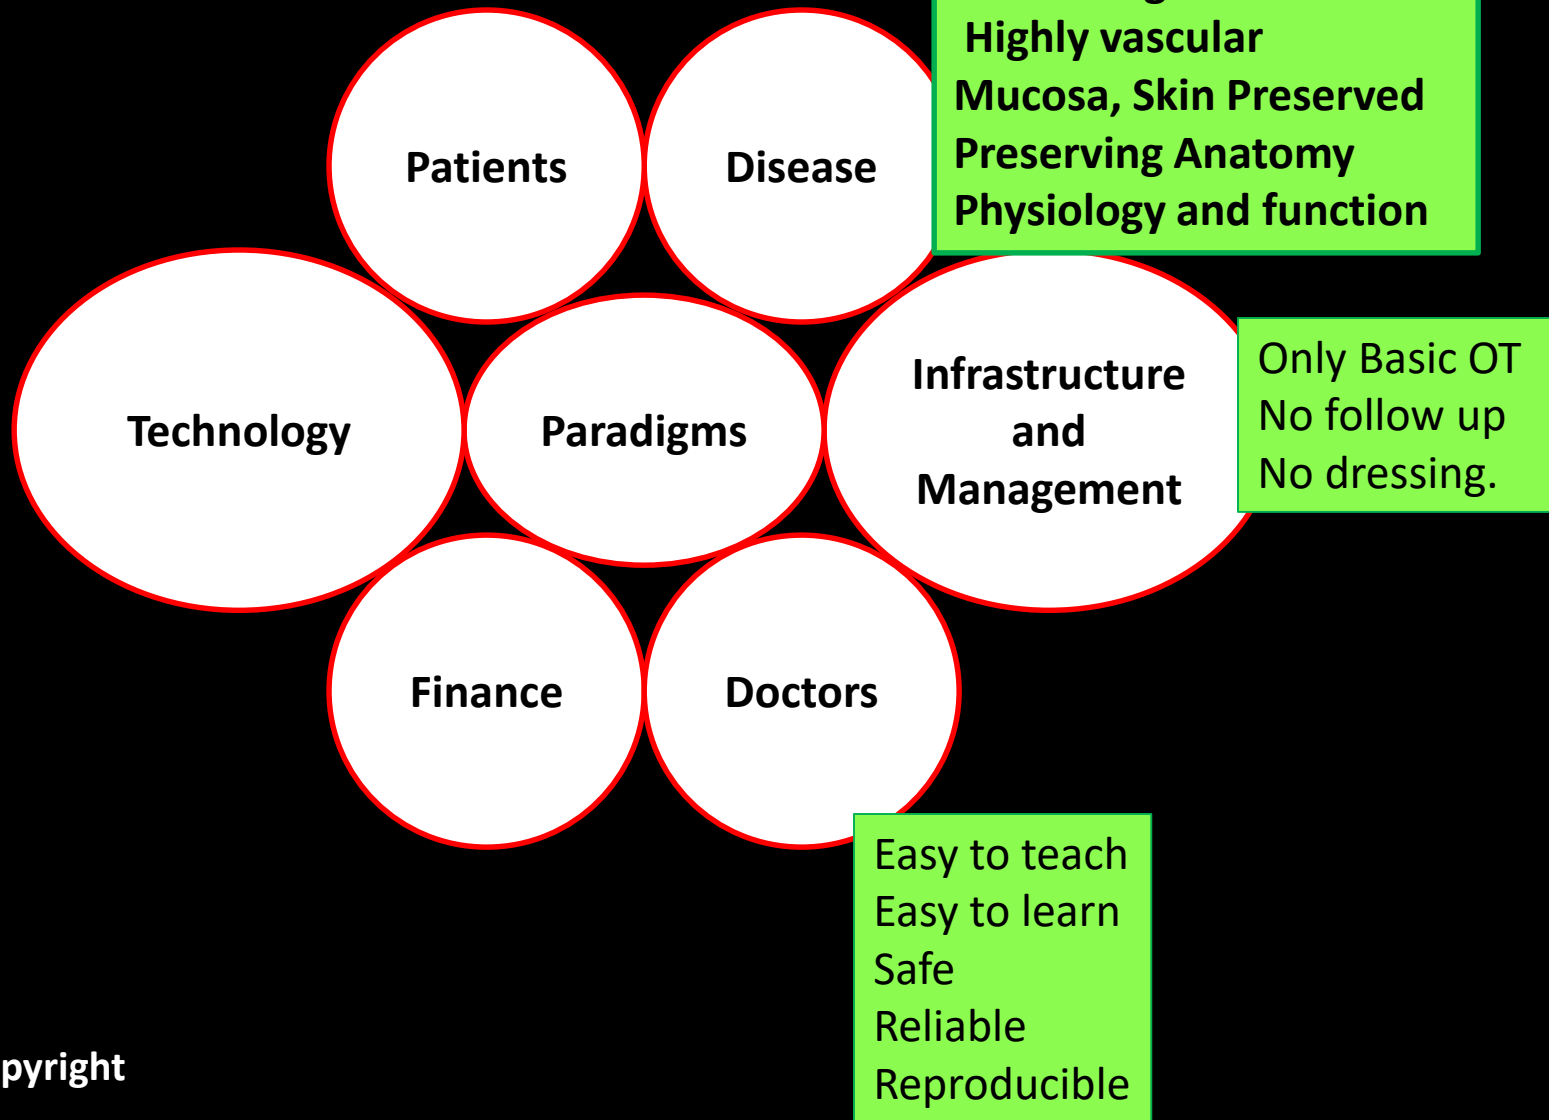 Highly vascular
Mucosa, Skin Preserved
Preserving Anatomy
Physiology and function
Patients
Disease
Technology
Paradigms
Infrastructure
and
Management
Only Basic OT
No follow up
No dressing.
Finance
Doctors
Easy to teach
Easy to learn
Safe
Reliable
Reproducible
pyright